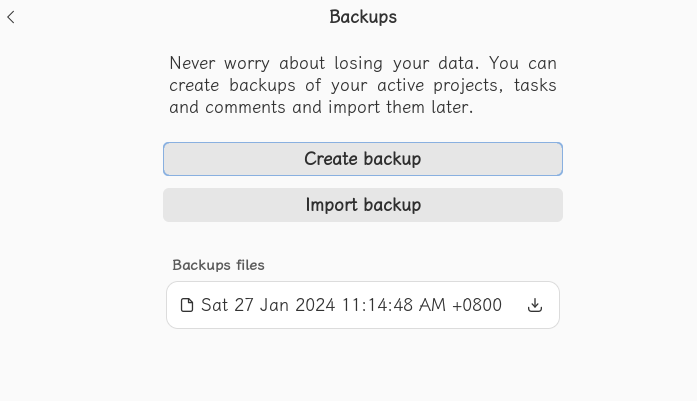 Backups
Never worry about losing your data. You can
create backups of your active projects, tasks
and comments and import them later.
Create backup
Import backup
Backups files
Sat 27 Jan 2024 11:14:48 AM +0800